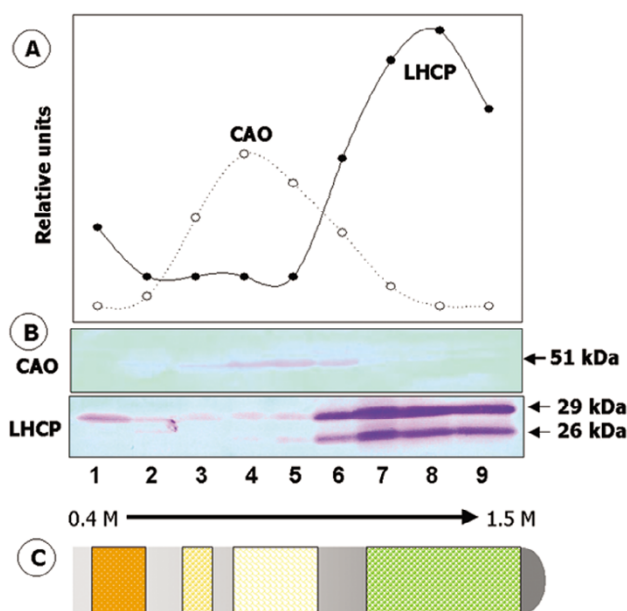 A
Relative units
CAO
LHCP
B
CAO
51 kDa
LHCP
29 kDa
26 kDa
1 2 3 4 5 6 7 8 9
0.4 M 1.5 M
C